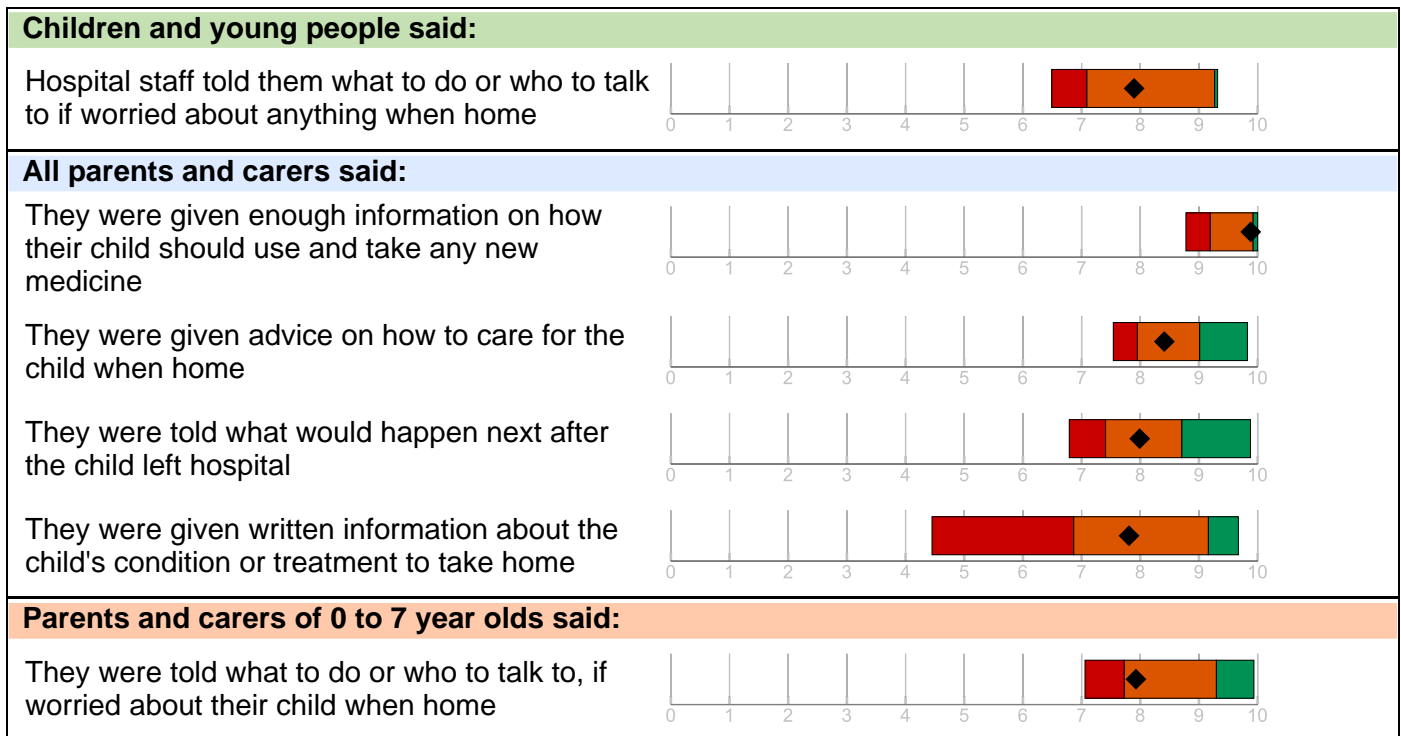 Children and young people said:
Hospital staff told them what to do or who to talk
to if worried about anything when home
0 1 2 3 4 5 6 7 8 9 10
All parents and carers said:
They were given enough information on how
their child should use and take any new
medicine
0 1 2 3 4 5 6 7 8 9 10
They were given advice on how to care for the
child when home
0 1 2 3 4 5 6 7 8 9 10
They were told what would happen next after
the child left hospital
0 1 2 3 4 5 6 7 8 9 10
They were given written information about the
child's condition or treatment to take home
0 1 2 3 4 5 6 7 8 9 10
Parents and carers of 0 to 7 year olds said:
They were told what to do or who to talk to, if
worried about their child when home
0 1 2 3 4 5 6 7 8 9 10